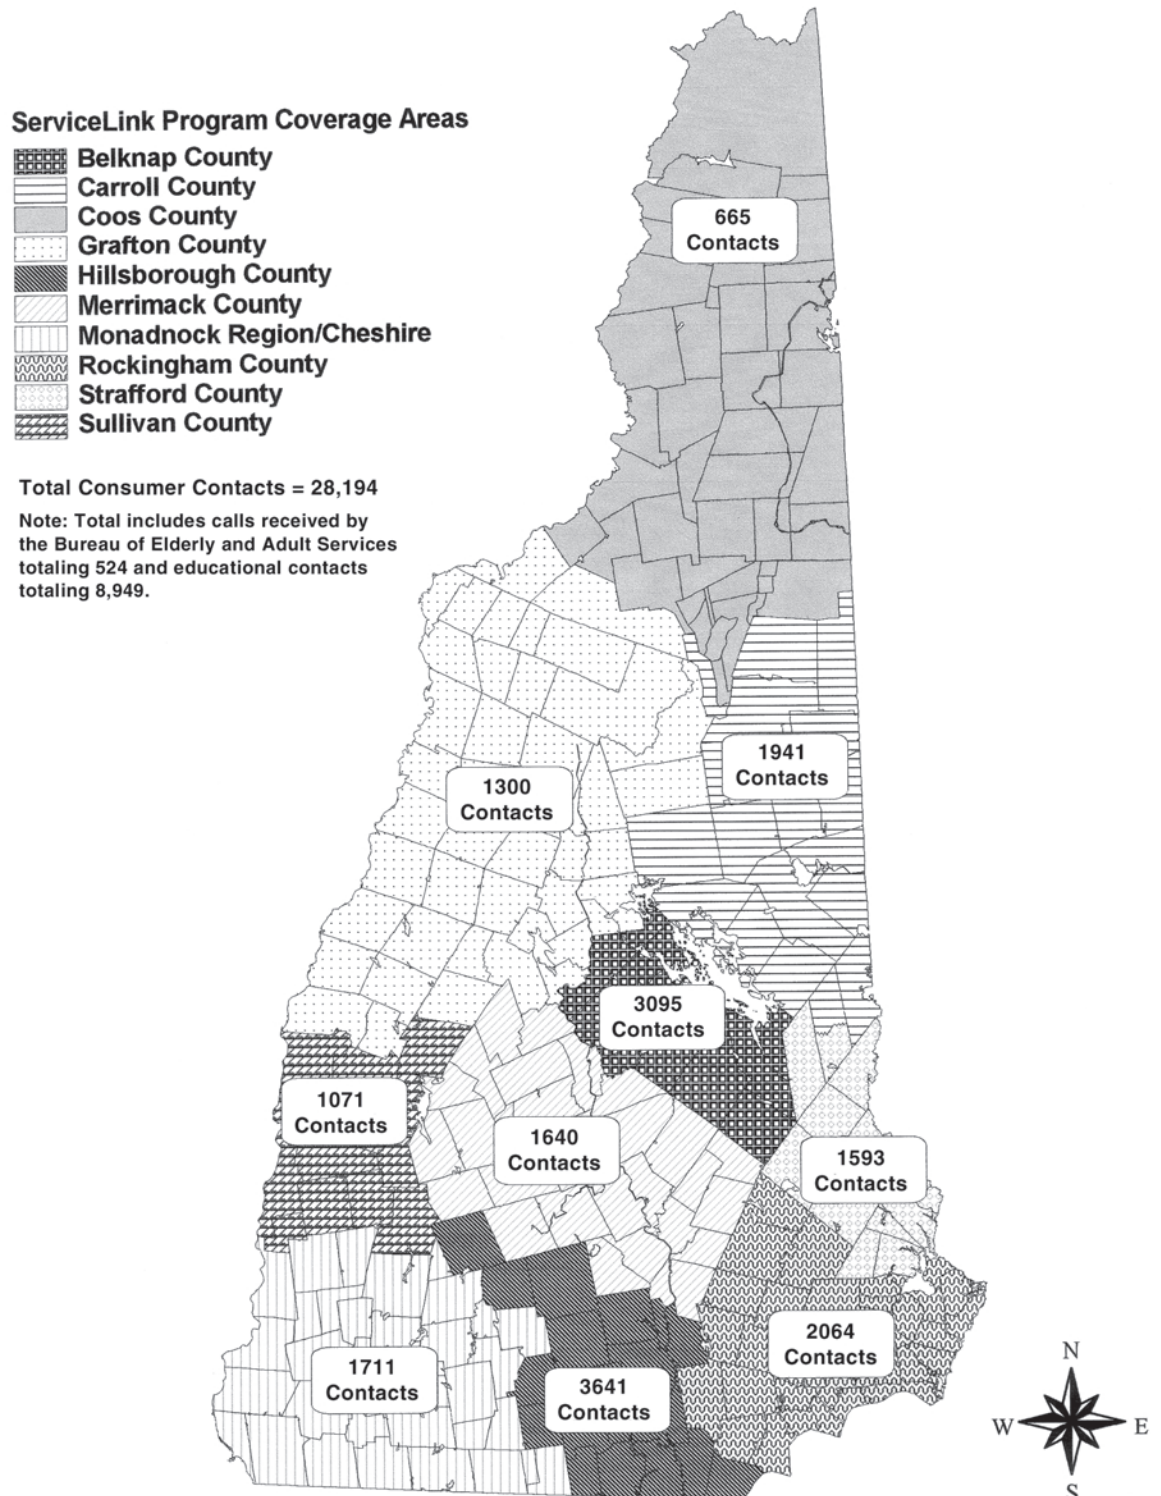 ServiceLink Program Coverage Areas
Belknap County
Carroll County
Coos County
Grafton County
Hillsborough County
Merrimack County
Monadnock Region/Cheshire
Rockingham County
Strafford County
Sullivan County
Total Consumer Contacts = 28,194
Note: Total includes calls received by
the Bureau of Elderly and Adult Services
totaling 524 and educational contacts
totaling 8,949.
665
Contacts
1941
Contacts
1300
Contacts
3095
Contacts
1071
Contacts
1640
Contacts
1593
Contacts
2064
Contacts
1711
Contacts
3641
Contacts
N
W E
S